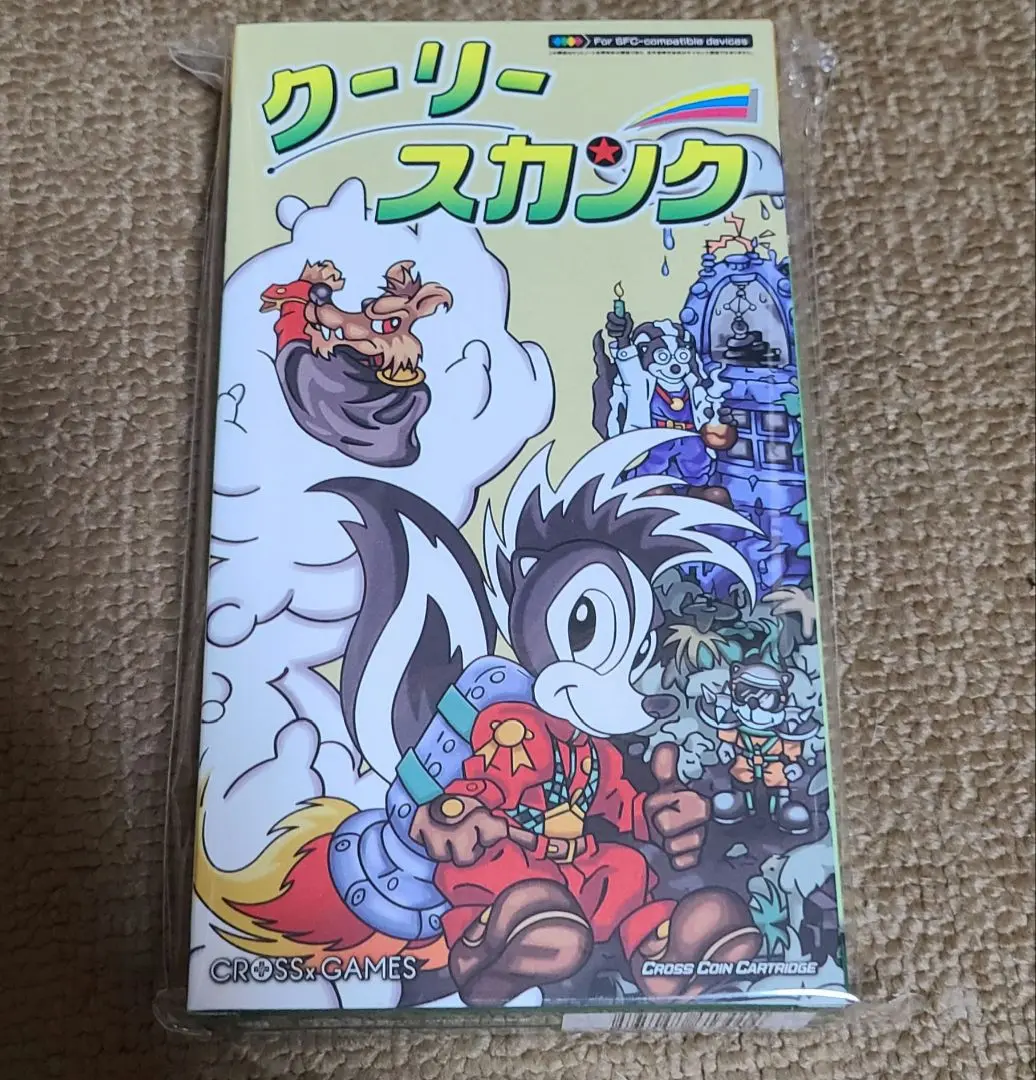 For SFC-compatible devices
クーリー
スカンク
CROSSxGAMES
CROSS COIN CARTRIDGE